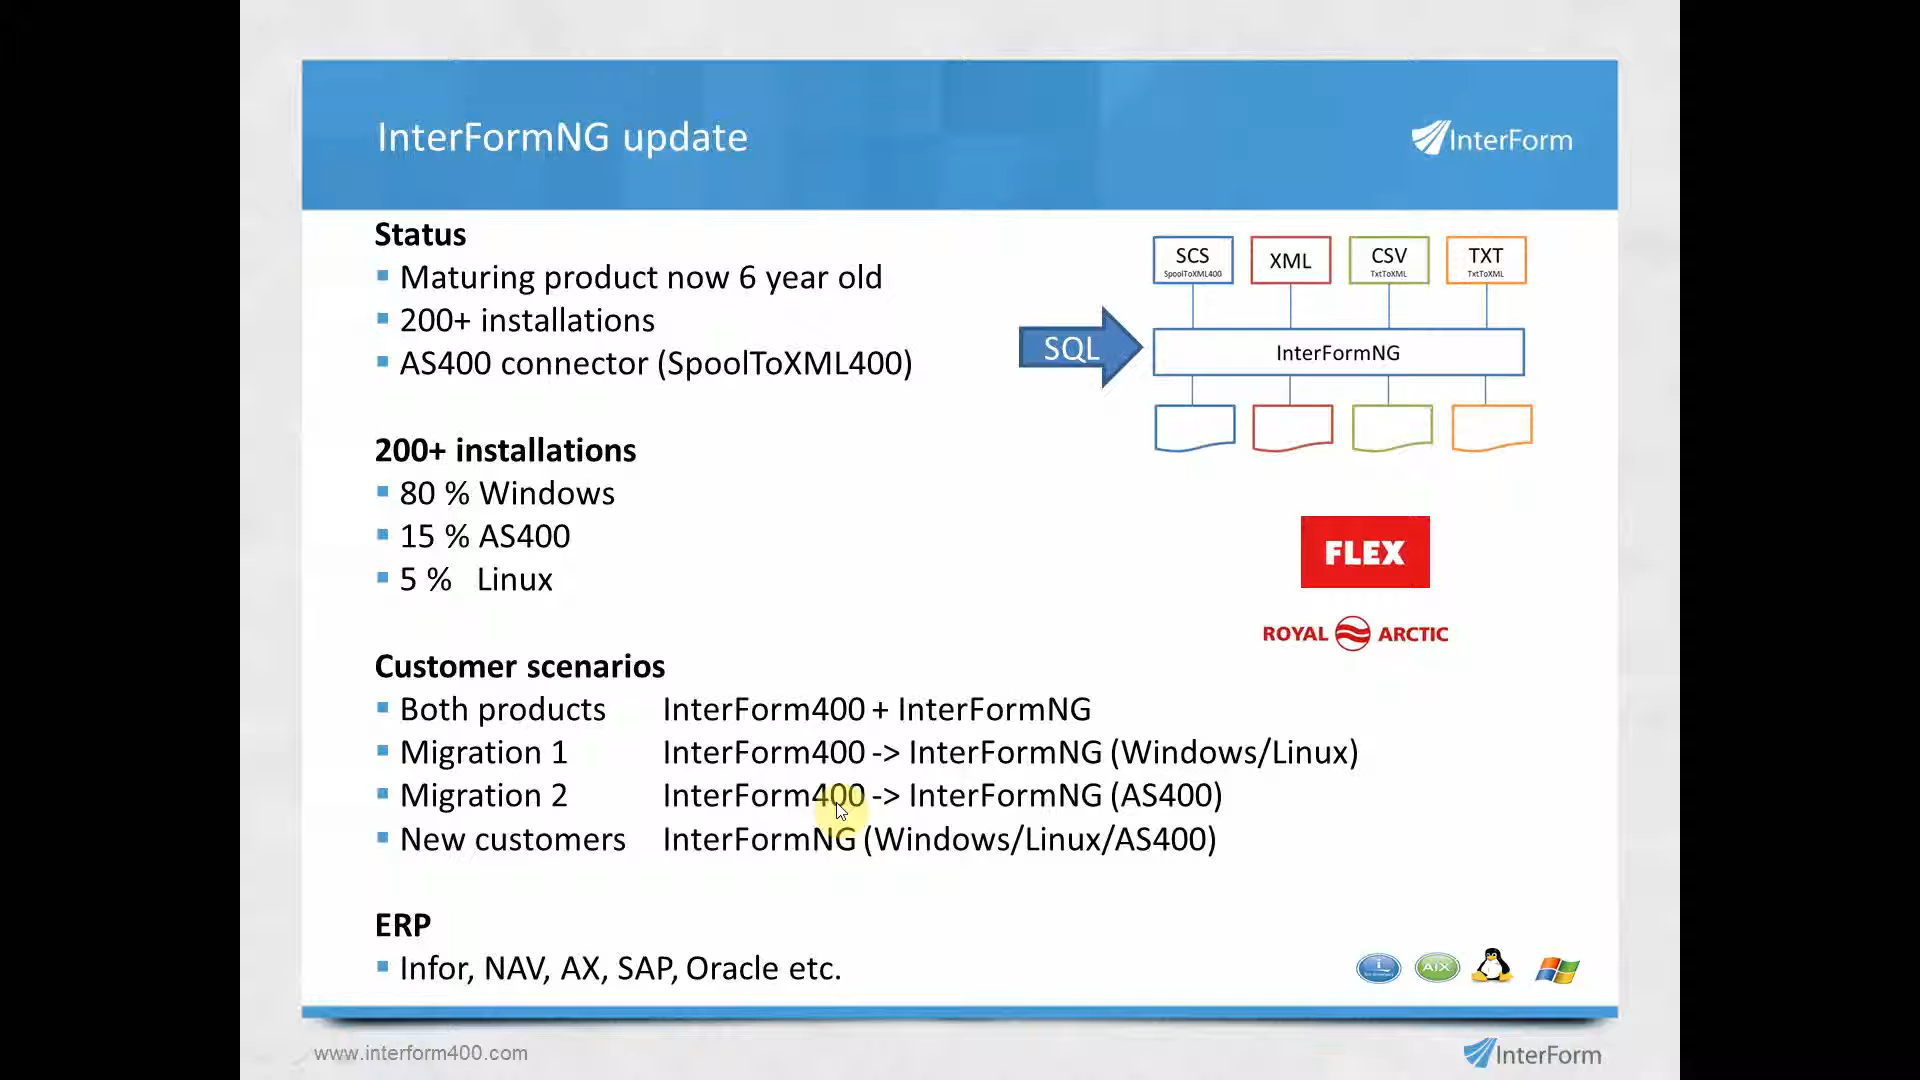 InterFormNG update
InterForm
Status
Maturing product now 6 year old
200+ installations
AS400 connector (SpoolToXML400)
SCS
SpoolToXML400
XML
CSV
TxtToXML
TXT
TxtToXML
SQL
InterFormNG
200+ installations
80 % Windows
15 % AS400
5 % Linux
FLEX
ROYAL ARCTIC
Customer scenarios
Both products InterForm400 + InterFormNG
Migration 1 InterForm400 -> InterFormNG (Windows/Linux)
Migration 2 InterForm400 -> InterFormNG (AS400)
New customers InterFormNG (Windows/Linux/AS400)
ERP
Infor, NAV, AX, SAP, Oracle etc.
i
AIX
www.interform400.com
InterForm